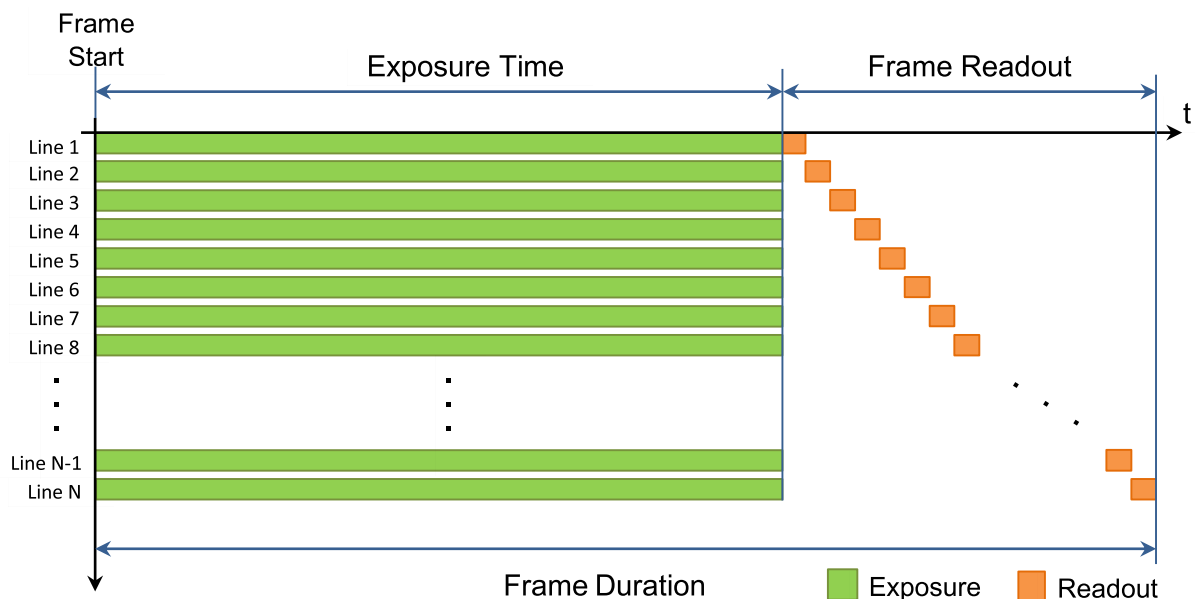 Frame
Start
Exposure Time
Frame Readout
t
Line 1
Line 2
Line 3
Line 4
Line 5
Line 6
Line 7
Line 8
Line N-1
Line N
Frame Duration
Exposure
Readout